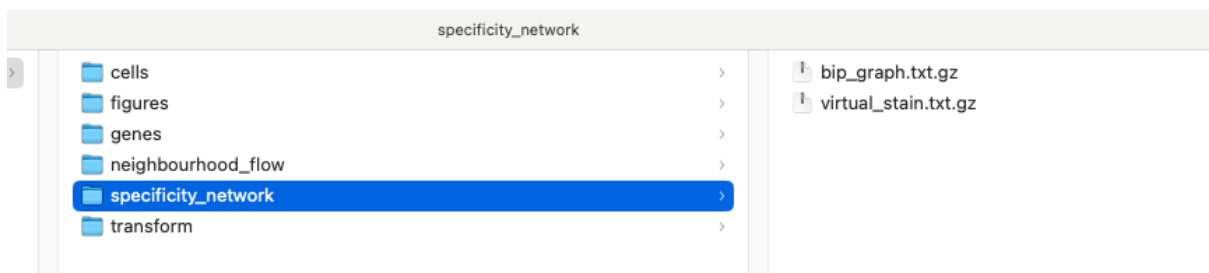 specificity_network
cells
figures
genes
neighbourhood_flow
specificity_network
transform
bip_graph.txt.gz
virtual_stain.txt.gz